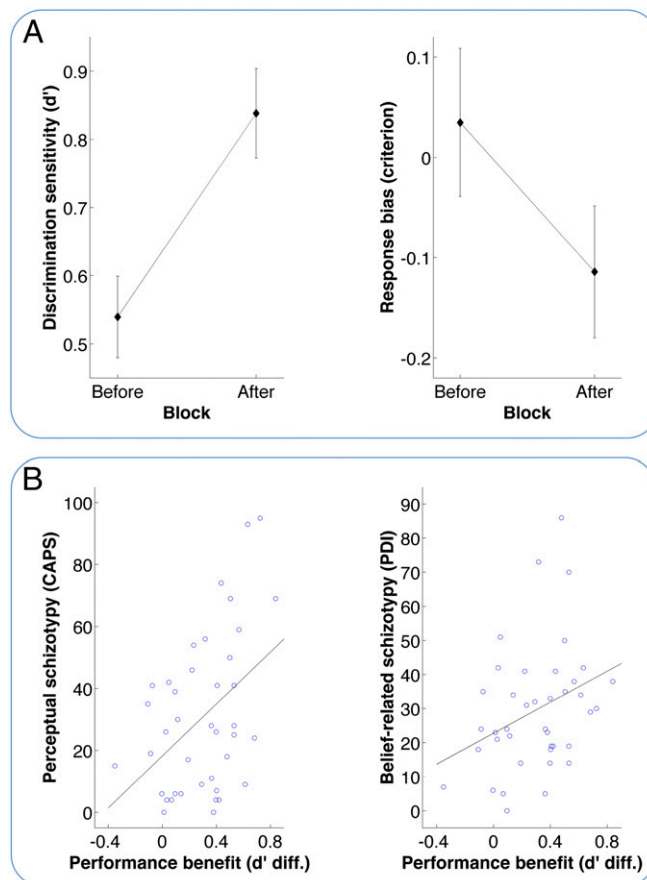 A
Discrimination sensitivity (d')
0.9
0.8
0.7
0.6
0.5
Before
After
Block
Response bias (criterion)
0.1
0
-0.1
-0.2
Before
After
Block
B
Perceptual schizotypy (CAPS)
100
80
60
40
20
0
-0.4
0
0.4
0.8
Performance benefit (d' diff.)
Belief-related schizotypy (PDI)
90
80
70
60
50
40
30
20
10
0
-0.4
0
0.4
0.8
Performance benefit (d' diff.)